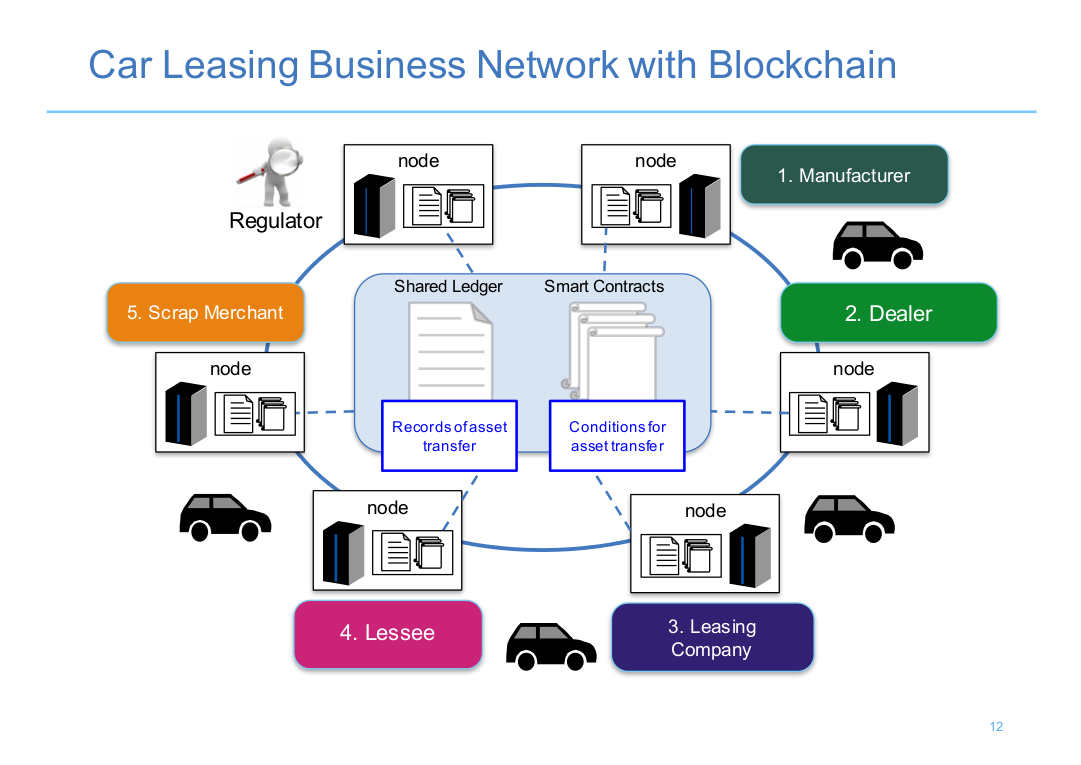 Car Leasing Business Network with Blockchain
node
node
1. Manufacturer
Regulator
Shared Ledger
Smart Contracts
5. Scrap Merchant
2. Dealer
node
node
Records of asset
transfer
Conditions for
asset transfer
node
node
4. Lessee
3. Leasing
Company
12